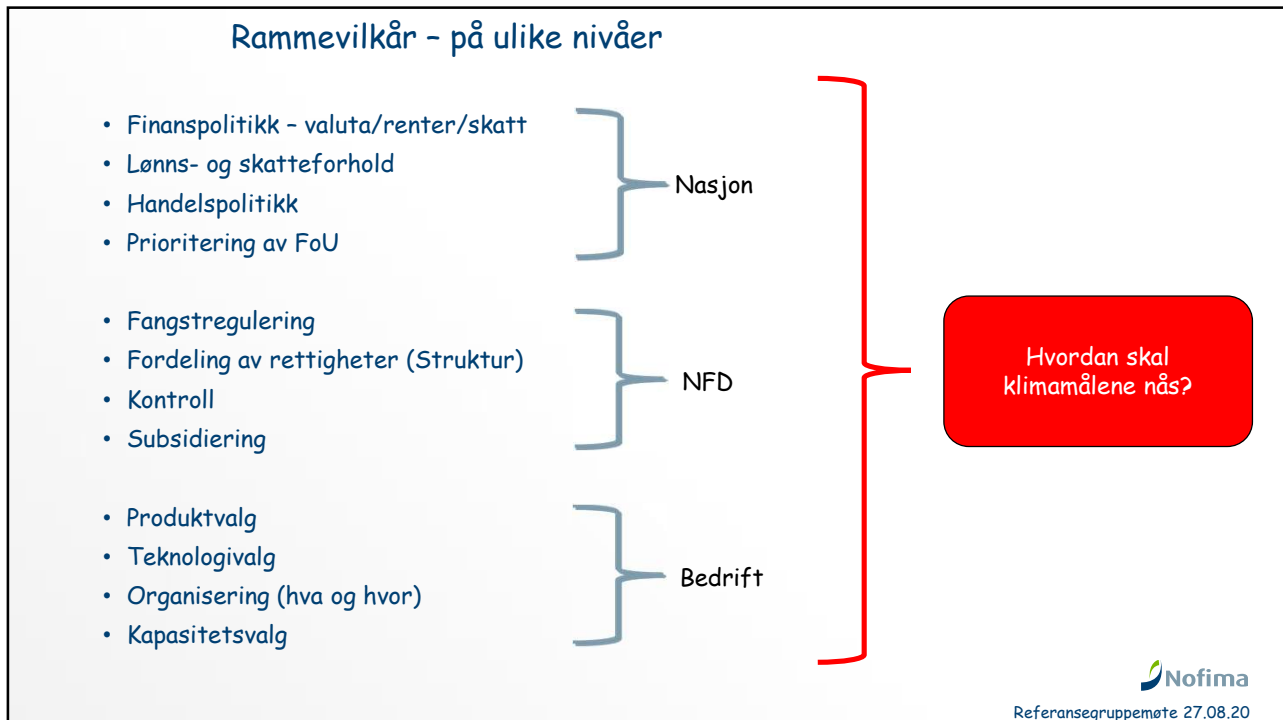 Rammevilkår – på ulike nivåer
• Finanspolitikk – valuta/renter/skatt
• Lønns- og skatteforhold
• Handelspolitikk
• Prioritering av FoU
Nasjon
• Fangstregulering
• Fordeling av rettigheter (Struktur)
• Kontroll
• Subsidiering
NFD
• Produktvalg
• Teknologivalg
• Organisering (hva og hvor)
• Kapasitetsvalg
Bedrift
Hvordan skal
klimamålene nås?
Nofima
Referansegruppemøte 27.08.20